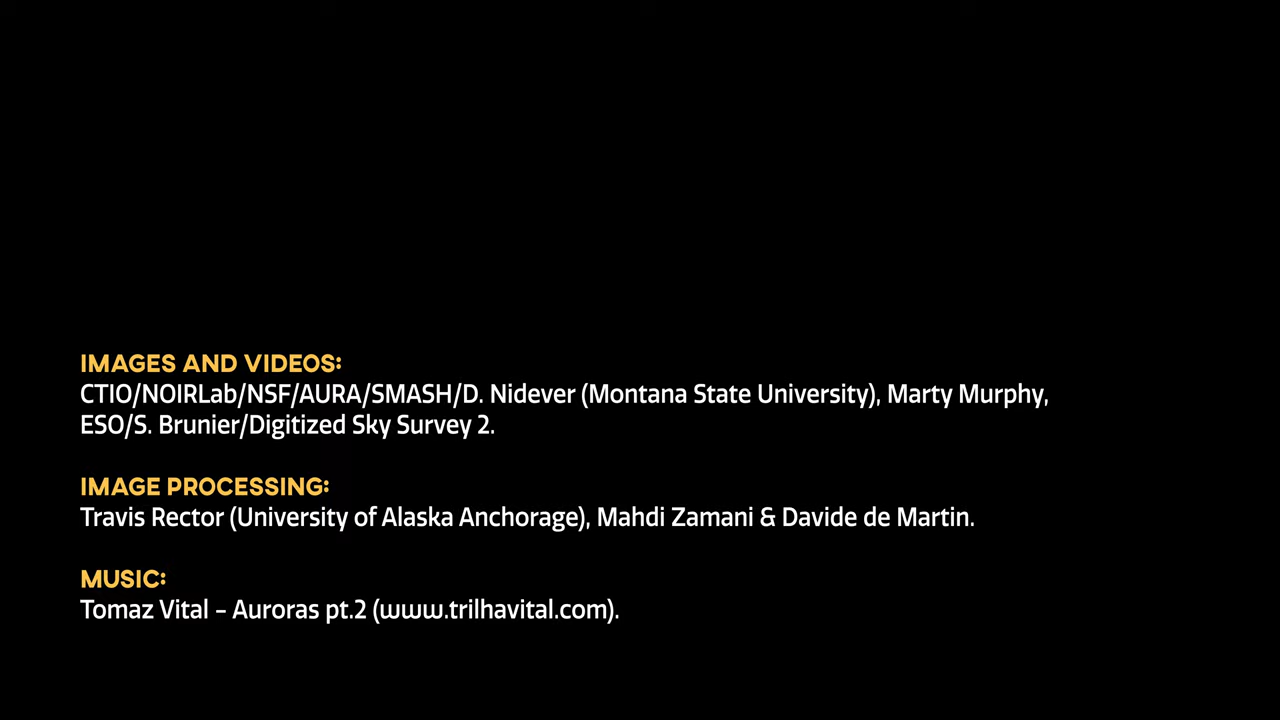 IMAGES AND VIDEOS:
CTIO/NOIRLab/NSF/AURA/SMASH/D. Nidever (Montana State University), Marty Murphy,
ESO/S. Brunier/Digitized Sky Survey 2.
IMAGE PROCESSING:
Travis Rector (University of Alaska Anchorage), Mahdi Zamani & Davide de Martin.
MUSIC:
Tomaz Vital – Auroras pt.2 (www.trilhavital.com).